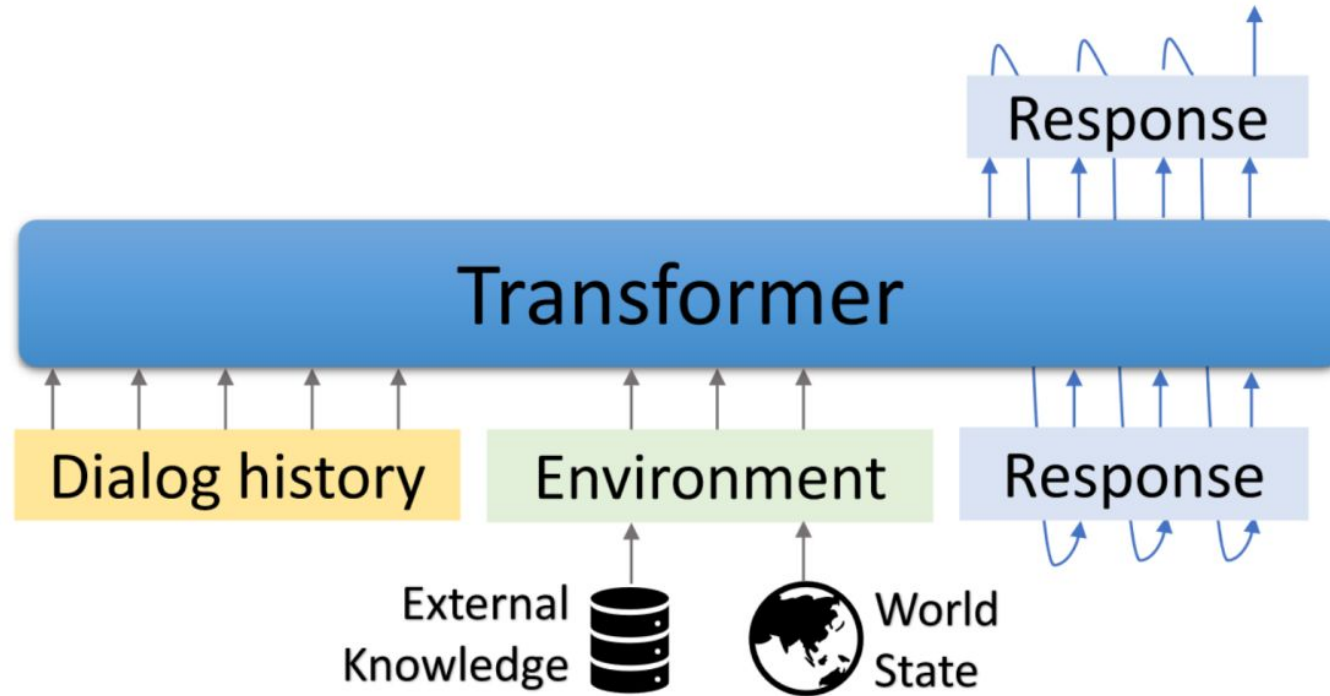 Response
Transformer
Dialog history
Environment
Response
External
Knowledge
World
State